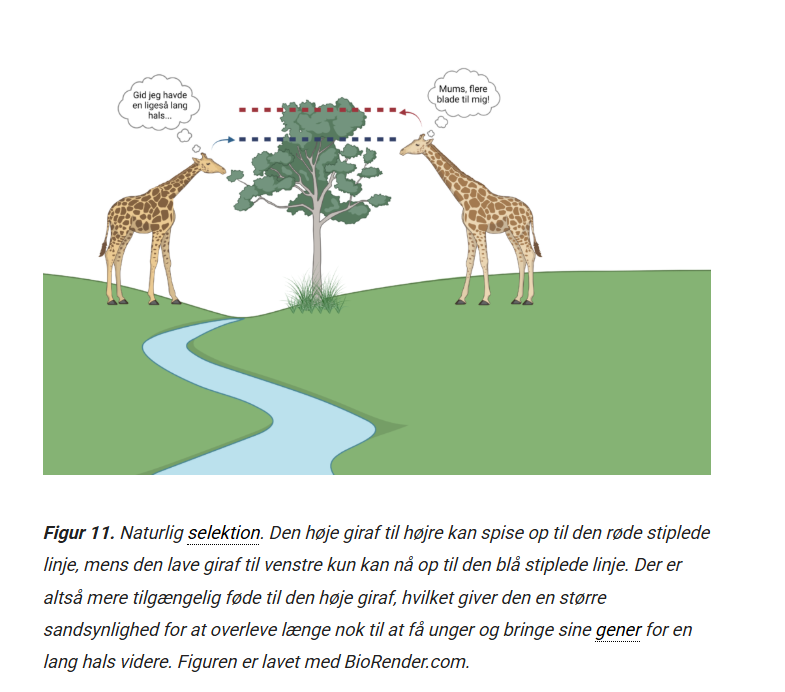 Gid jeg havde
en ligeså lang
hals...
Mums, flere
blade til mig!
Figur 11. Naturlig selektion. Den høje giraf til højre kan spise op til den røde stiplede
linje, mens den lave giraf til venstre kun kan nå op til den blå stiplede linje. Der er
altså mere tilgængelig føde til den høje giraf, hvilket giver den en større
sandsynlighed for at overleve længe nok til at få unger og bringe sine gener for en
lang hals videre. Figuren er lavet med BioRender.com.